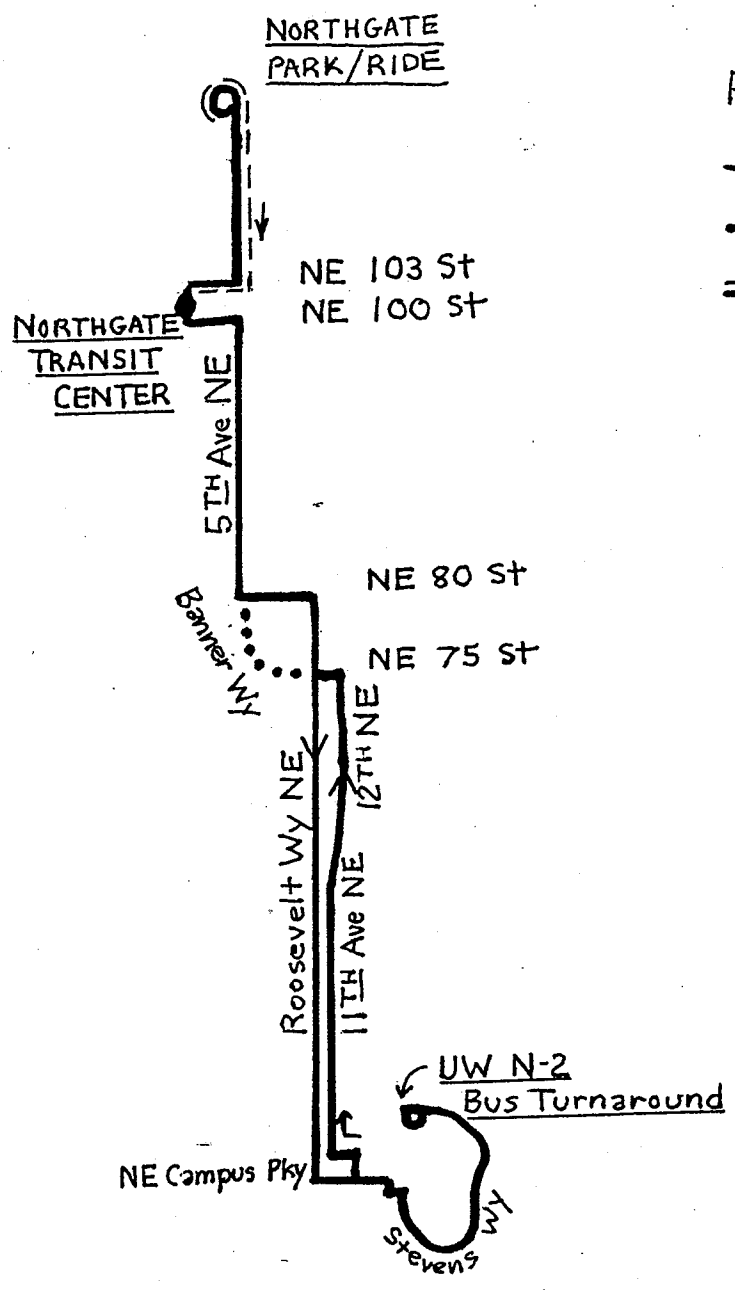 NORTHGATE
PARK/RIDE
NE 103 St
NE 100 St
NORTHGATE
TRANSIT
CENTER
5TH Ave NE
NE 80 St
Banner Wy
NE 75 St
12TH NE
Roosevelt Wy NE
11TH Ave NE
UW N-2
Bus Turnaround
NE Campus Pky
Stevens Wy